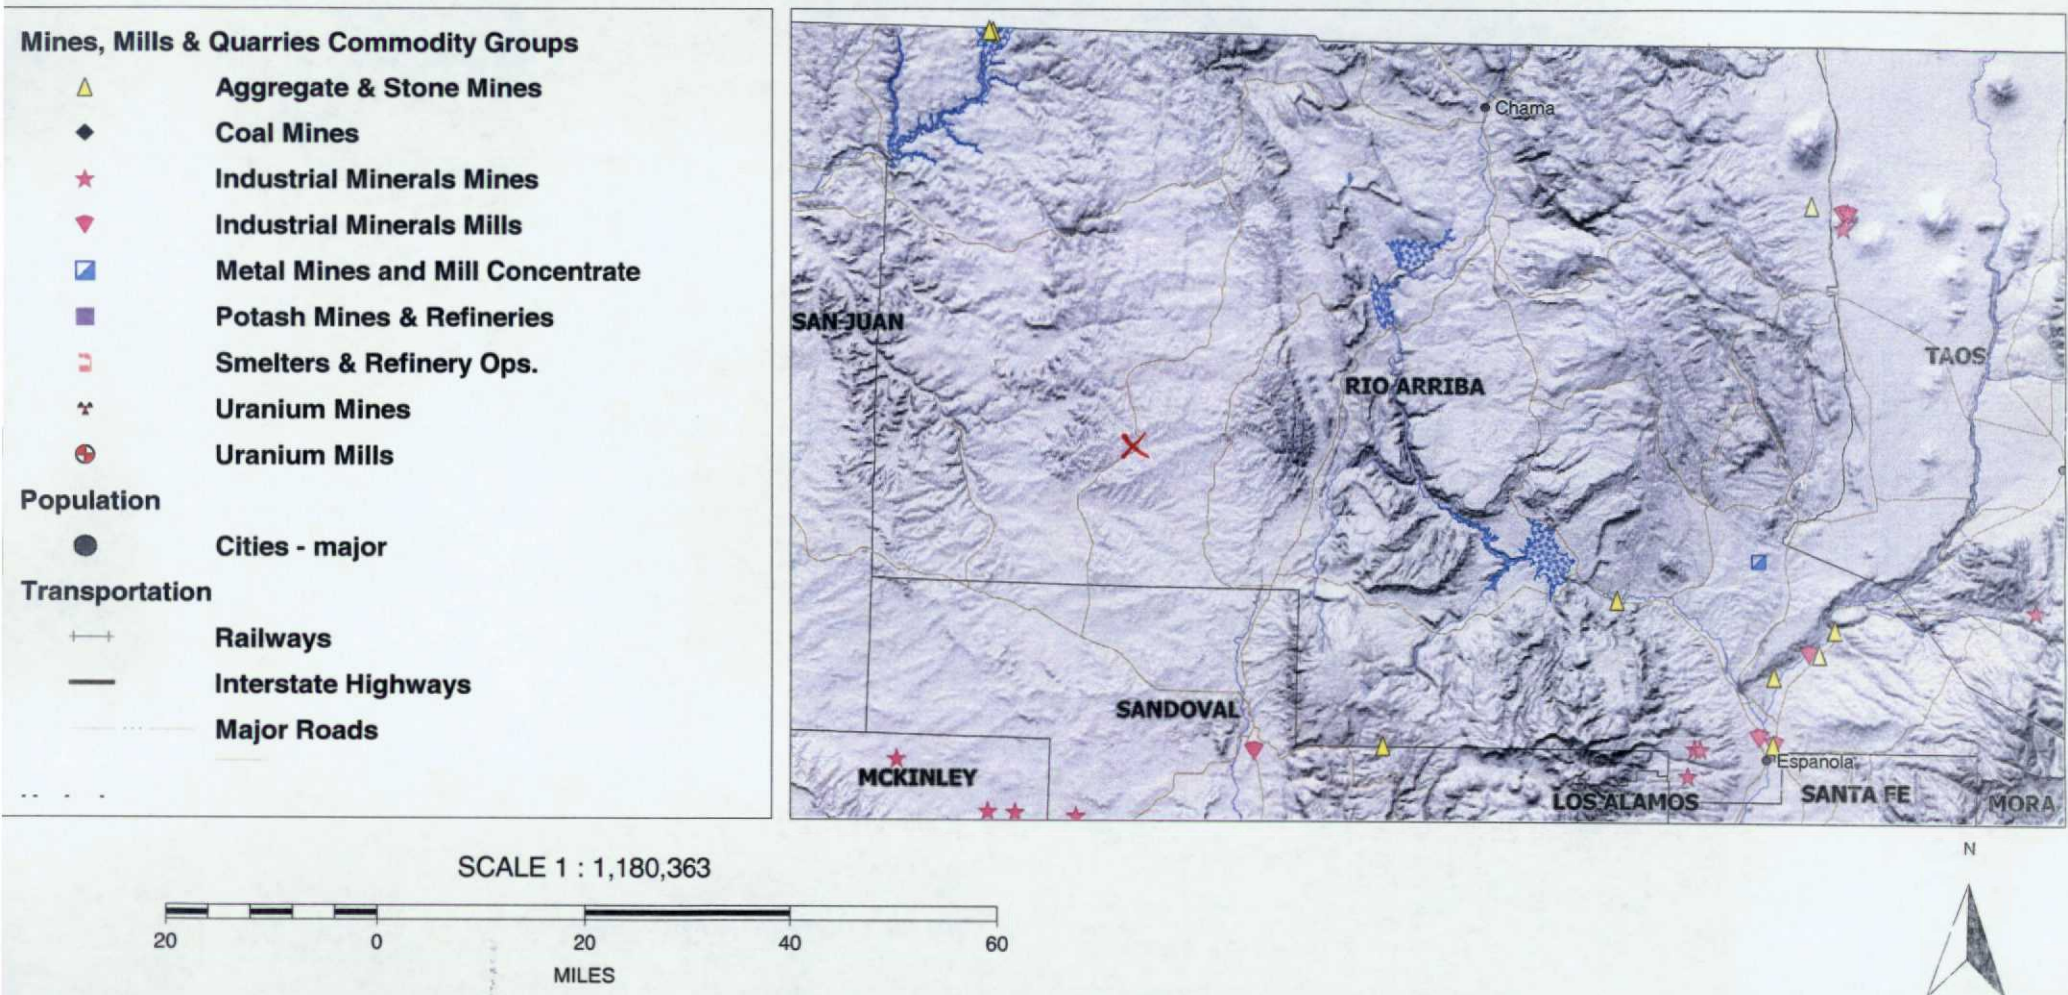 Mines, Mills & Quarries Commodity Groups
Aggregate & Stone Mines
Coal Mines
Industrial Minerals Mines
Industrial Minerals Mills
Metal Mines and Mill Concentrate
Potash Mines & Refineries
Smelters & Refinery Ops.
Uranium Mines
Uranium Mills
Population
Cities - major
Transportation
Railways
Interstate Highways
Major Roads
Chama
SAN JUAN
TAOS
RIO ARRIBA
SANDOVAL
Espanola
MCKINLEY
LOS ALAMOS
SANTA FE
MORA
SCALE 1 : 1,180,363
20 0 20 40 60
MILES
N